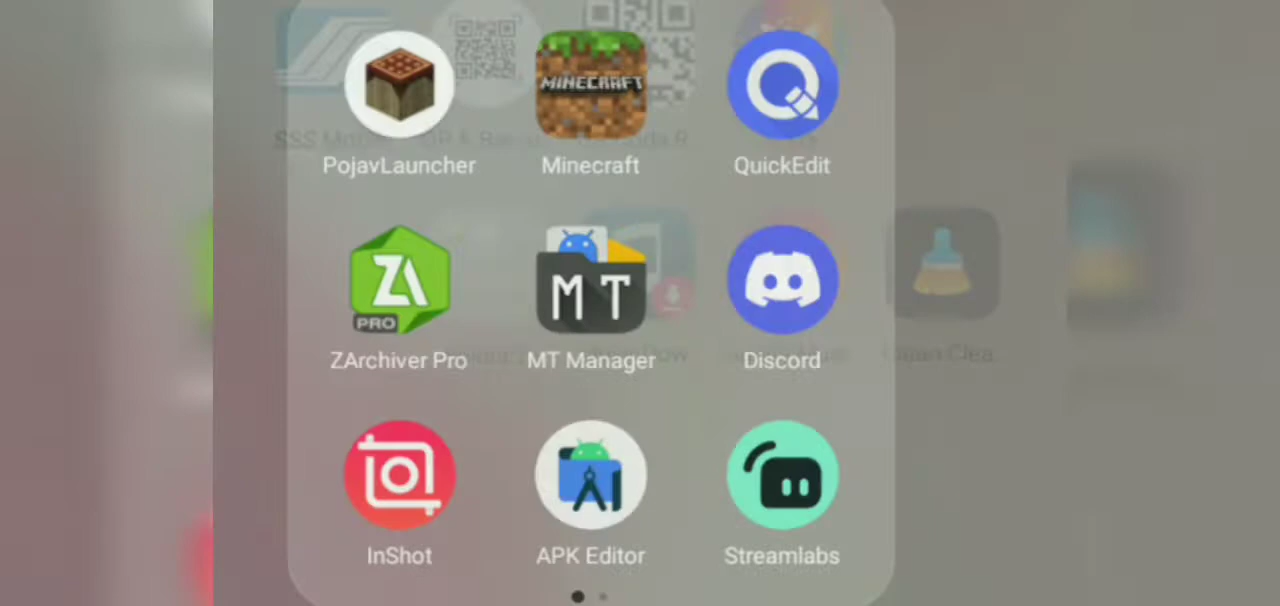 MINECRAFT
PojavLauncher
Minecraft
QuickEdit
ZA
PRO
MT
ZArchiver Pro
MT Manager
Discord
InShot
APK Editor
Streamlabs